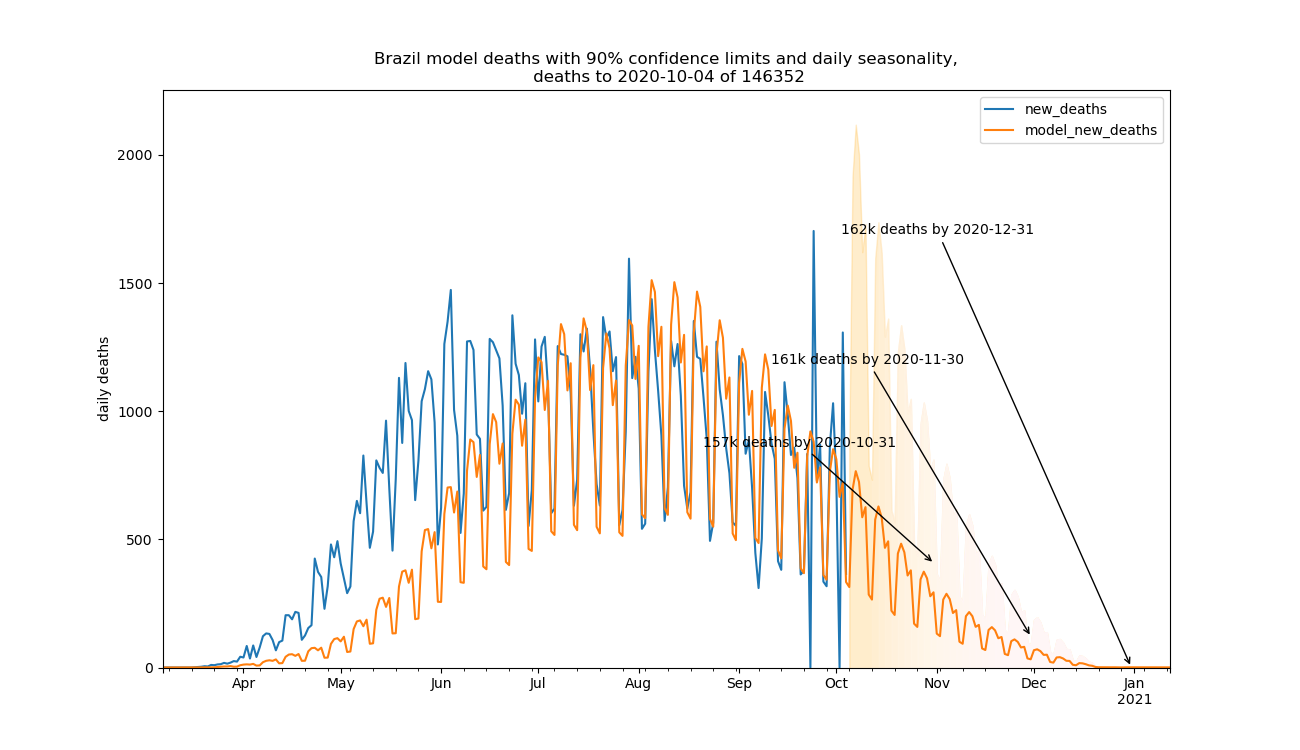 Brazil model deaths with 90% confidence limits and daily seasonality,
deaths to 2020-10-04 of 146352
new_deaths
model_new_deaths
daily deaths
2000
1500
1000
500
0
162k deaths by 2020-12-31
161k deaths by 2020-11-30
157k deaths by 2020-10-31
Apr May Jun Jul Aug Sep Oct Nov Dec Jan
2021